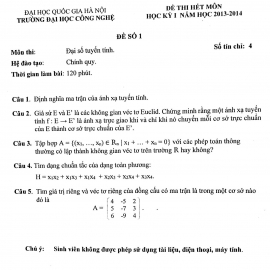 ĐẠI HỌC QUỐC GIA HÀ NỘI
TRƯỜNG ĐẠI HỌC CÔNG NGHỆ
ĐỀ THI HẾT MÔN
HỌC KỲ I NĂM HỌC 2013-2014
ĐỀ SỐ 1
Môn thi: Đại số tuyến tính. Số tín chỉ: 4
Hệ đào tạo: Chính quy.
Thời gian làm bài: 120 phút.
Câu 1. Định nghĩa ma trận của ánh xạ tuyến tính.
Câu 2. Giả sử E và E' là các không gian véc tơ Euclid. Chứng minh rằng một ánh xạ tuyến
tính f : E → E' là ánh xạ trực giao khi và chỉ khi nó chuyển mỗi cơ sở trực chuẩn
của E thành cơ sở trực chuẩn của E'.
Câu 3. Tập hợp A = {(x₁, ..., xₙ) ∈ Rₙ | x₁ + ... + xₙ = 0} với các phép toán thông
thường có lập thành không gian véc tơ trên trường R hay không?
Câu 4. Tìm dạng chuẩn tắc của dạng toàn phương:
H = x₁x₂ + x₁x₃ + x₁x₄ + x₂x₃ + x₂x₄ + x₃x₄
Câu 5. Tìm giá trị riêng và véc tơ riêng của đồng cấu có ma trận là trong một cơ sở nào
đó là
4 -5 2
A = 5 -7 3 .
6 -9 4
Chú ý: Sinh viên không được phép sử dụng tài liệu, điện thoại, máy tính.